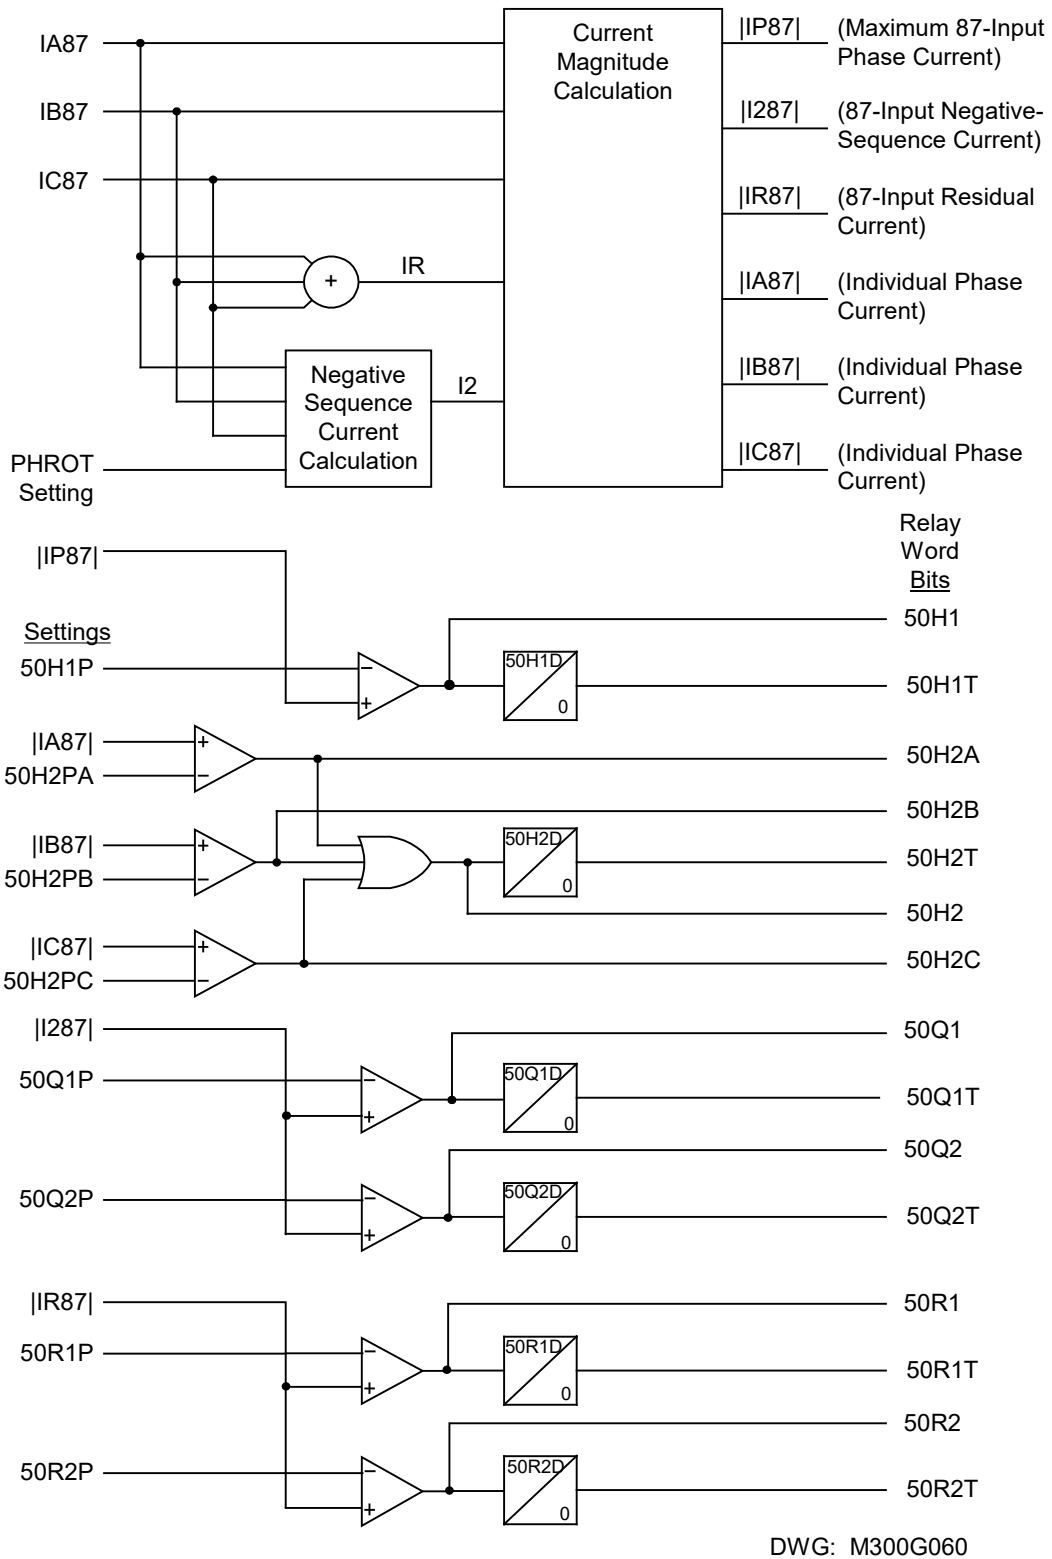 IA87
IB87
IC87
PHROT
Setting
+
IR
Negative
Sequence
Current
Calculation
I2
Current
Magnitude
Calculation
|IP87|
(Maximum 87-Input
Phase Current)
|I287|
(87-Input Negative-
Sequence Current)
|IR87|
(87-Input Residual
Current)
|IA87|
(Individual Phase
Current)
|IB87|
(Individual Phase
Current)
|IC87|
(Individual Phase
Current)
Relay
Word
Bits
|IP87|
Settings
50H1P
−
+
50H1D
0
50H1
50H1T
|IA87|
50H2PA
+
−
50H2A
50H2B
|IB87|
50H2PB
+
−
50H2D
0
50H2T
50H2
|IC87|
50H2PC
+
−
50H2C
|I287|
50Q1P
−
+
50Q1D
0
50Q1
50Q1T
50Q2P
−
+
50Q2D
0
50Q2
50Q2T
|IR87|
50R1P
−
+
50R1D
0
50R1
50R1T
50R2P
−
+
50R2D
0
50R2
50R2T
DWG: M300G060